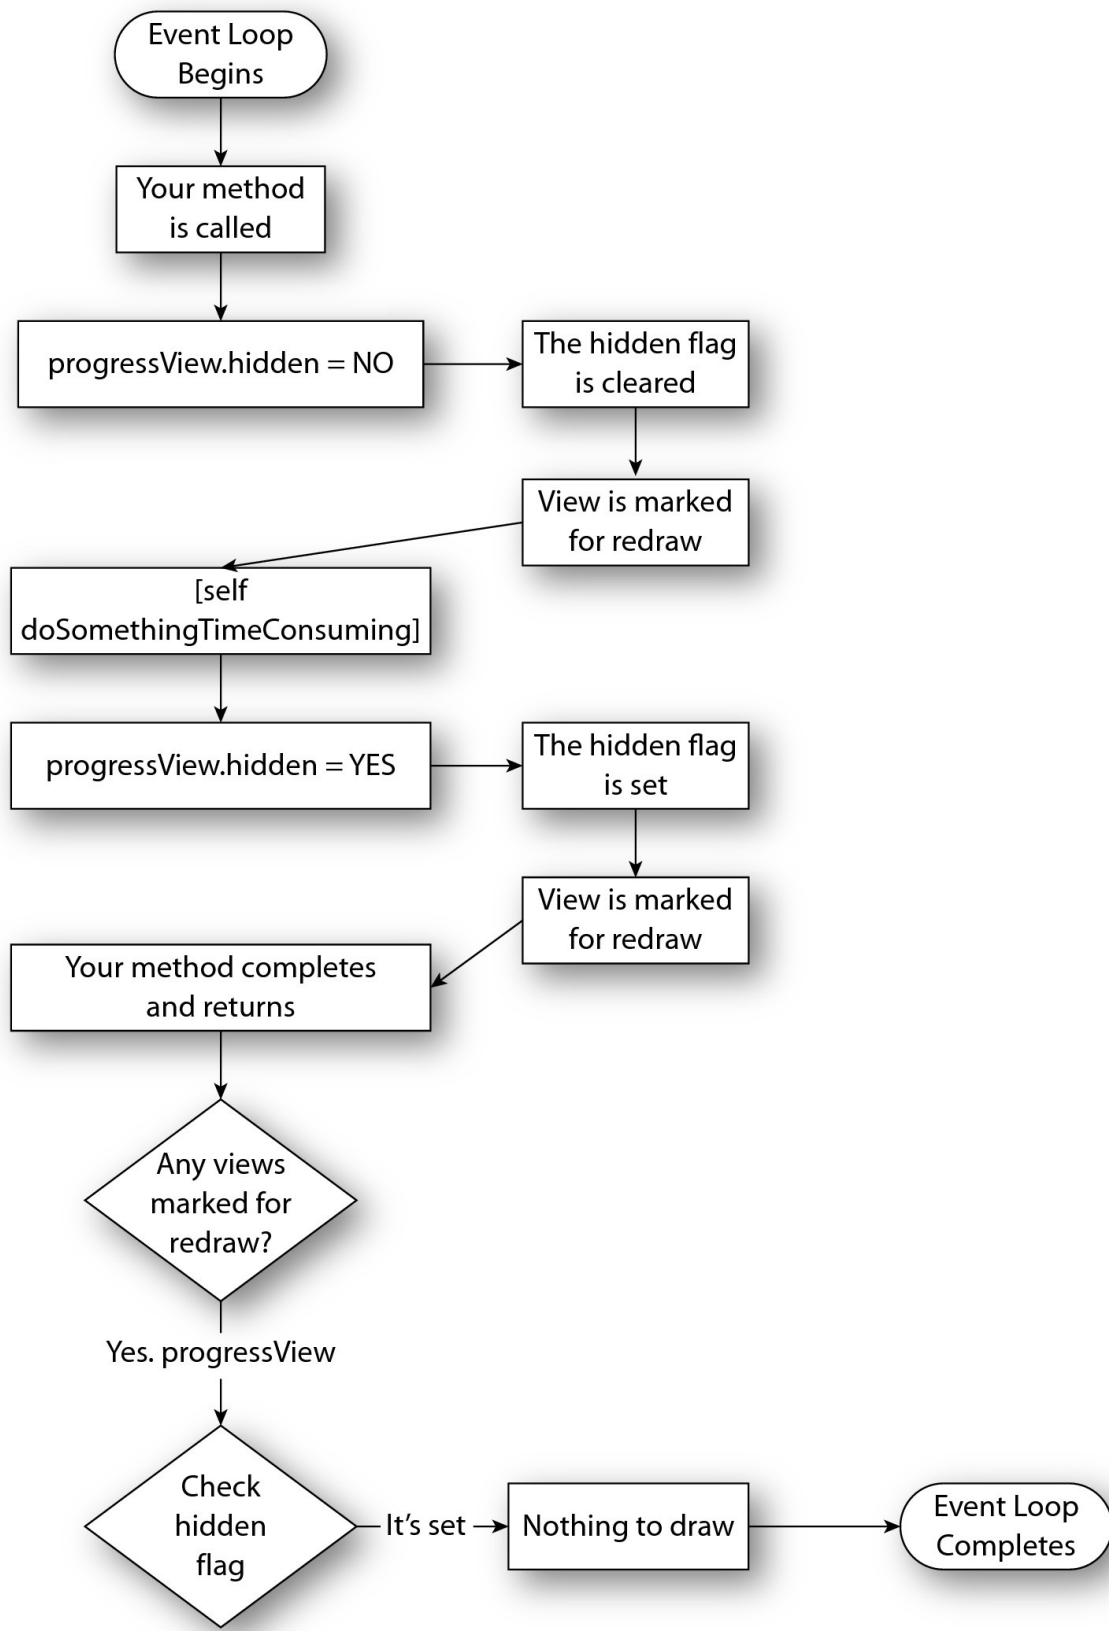 Event Loop
Begins
Your method
is called
progressView.hidden = NO
The hidden flag
is cleared
View is marked
for redraw
[self
doSomethingTimeConsuming]
progressView.hidden = YES
The hidden flag
is set
View is marked
for redraw
Your method completes
and returns
Any views
marked for
redraw?
Yes. progressView
Check
hidden
flag
It’s set
Nothing to draw
Event Loop
Completes